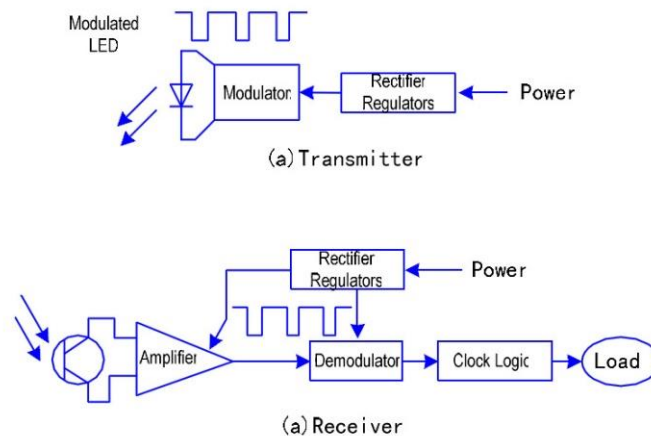 Modulated
LED
Modulator
Rectifier
Regulators
Power
(a)Transmitter
Rectifier
Regulators
Power
Amplifier
Demodulator
Clock Logic
Load
(a)Receiver